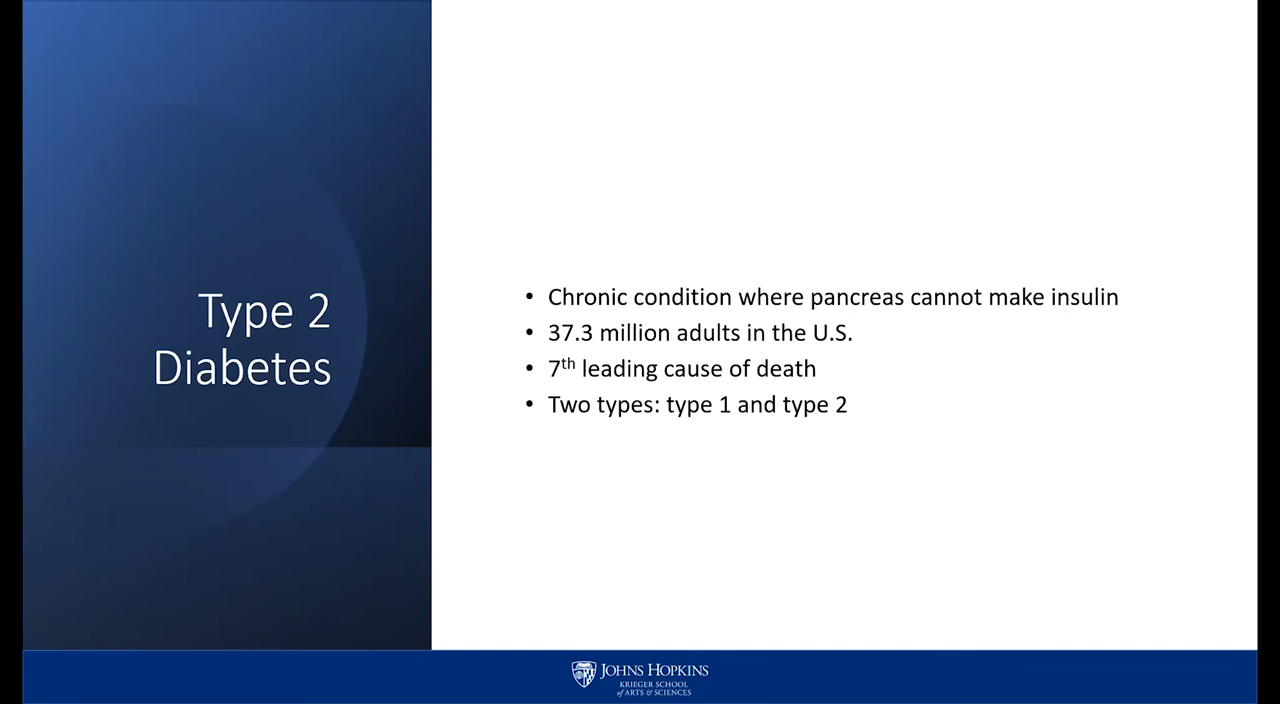 Type 2
Diabetes
• Chronic condition where pancreas cannot make insulin
• 37.3 million adults in the U.S.
• 7th leading cause of death
• Two types: type 1 and type 2
JOHNS HOPKINS
KRIEGER SCHOOL
of ARTS & SCIENCES